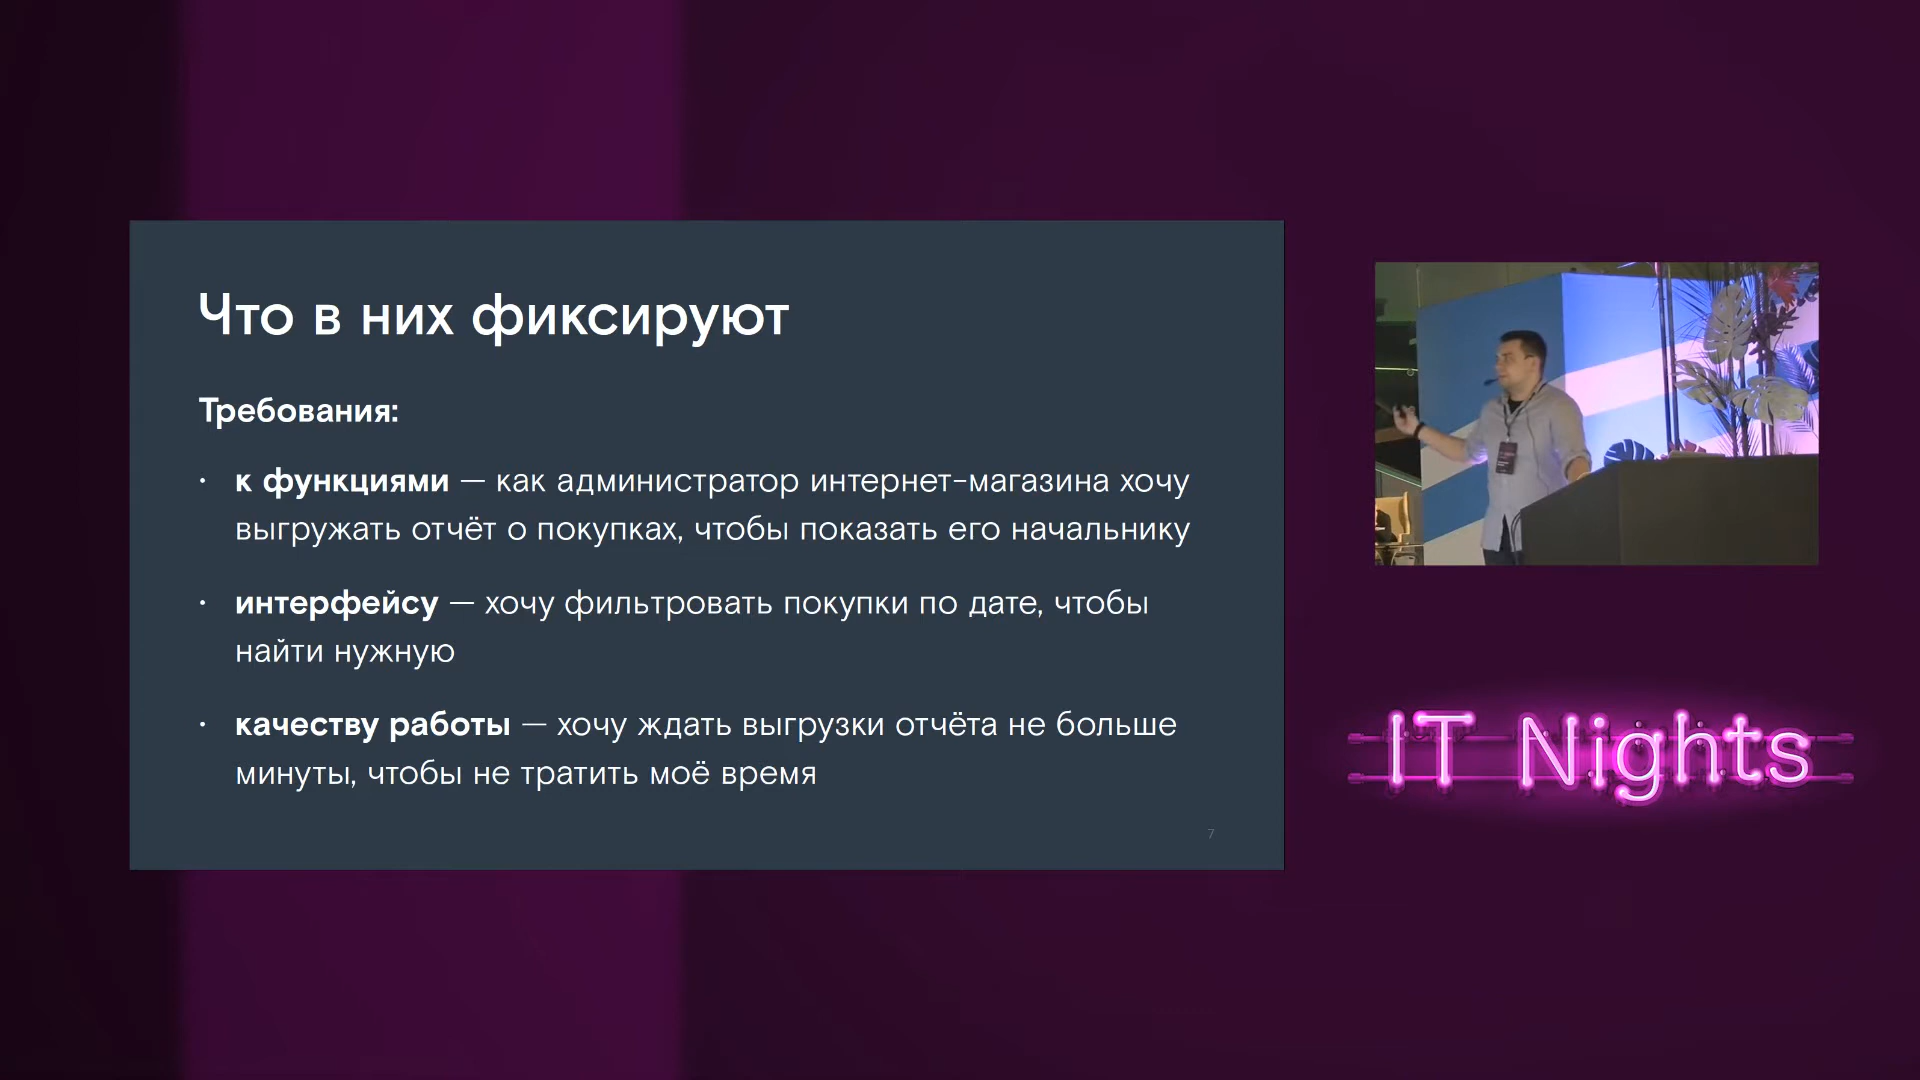 Что в них фиксируют
Требования:
· к функциями — как администратор интернет-магазина хочу
выгружать отчёт о покупках, чтобы показать его начальнику
· интерфейсу — хочу фильтровать покупки по дате, чтобы
найти нужную
· качеству работы — хочу ждать выгрузки отчёта не больше
минуты, чтобы не тратить моё время
7
IT Nights